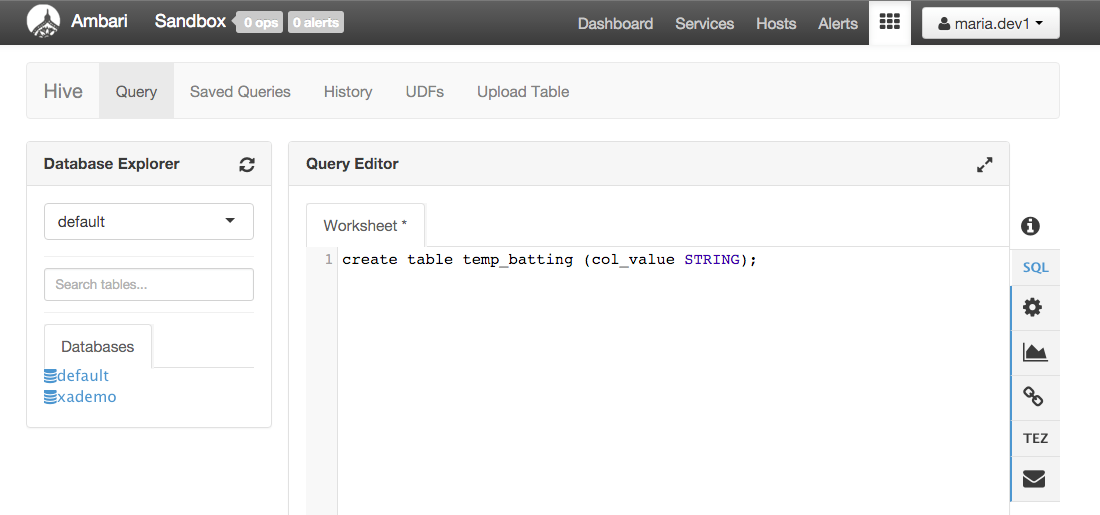 Ambari Sandbox 0 ops 0 alerts Dashboard Services Hosts Alerts maria.dev1
Hive Query Saved Queries History UDFs Upload Table
Database Explorer
default
Search tables...
Databases
default
xademo
Query Editor
Worksheet *
1 create table temp_batting (col_value STRING);
SQL
TEZ